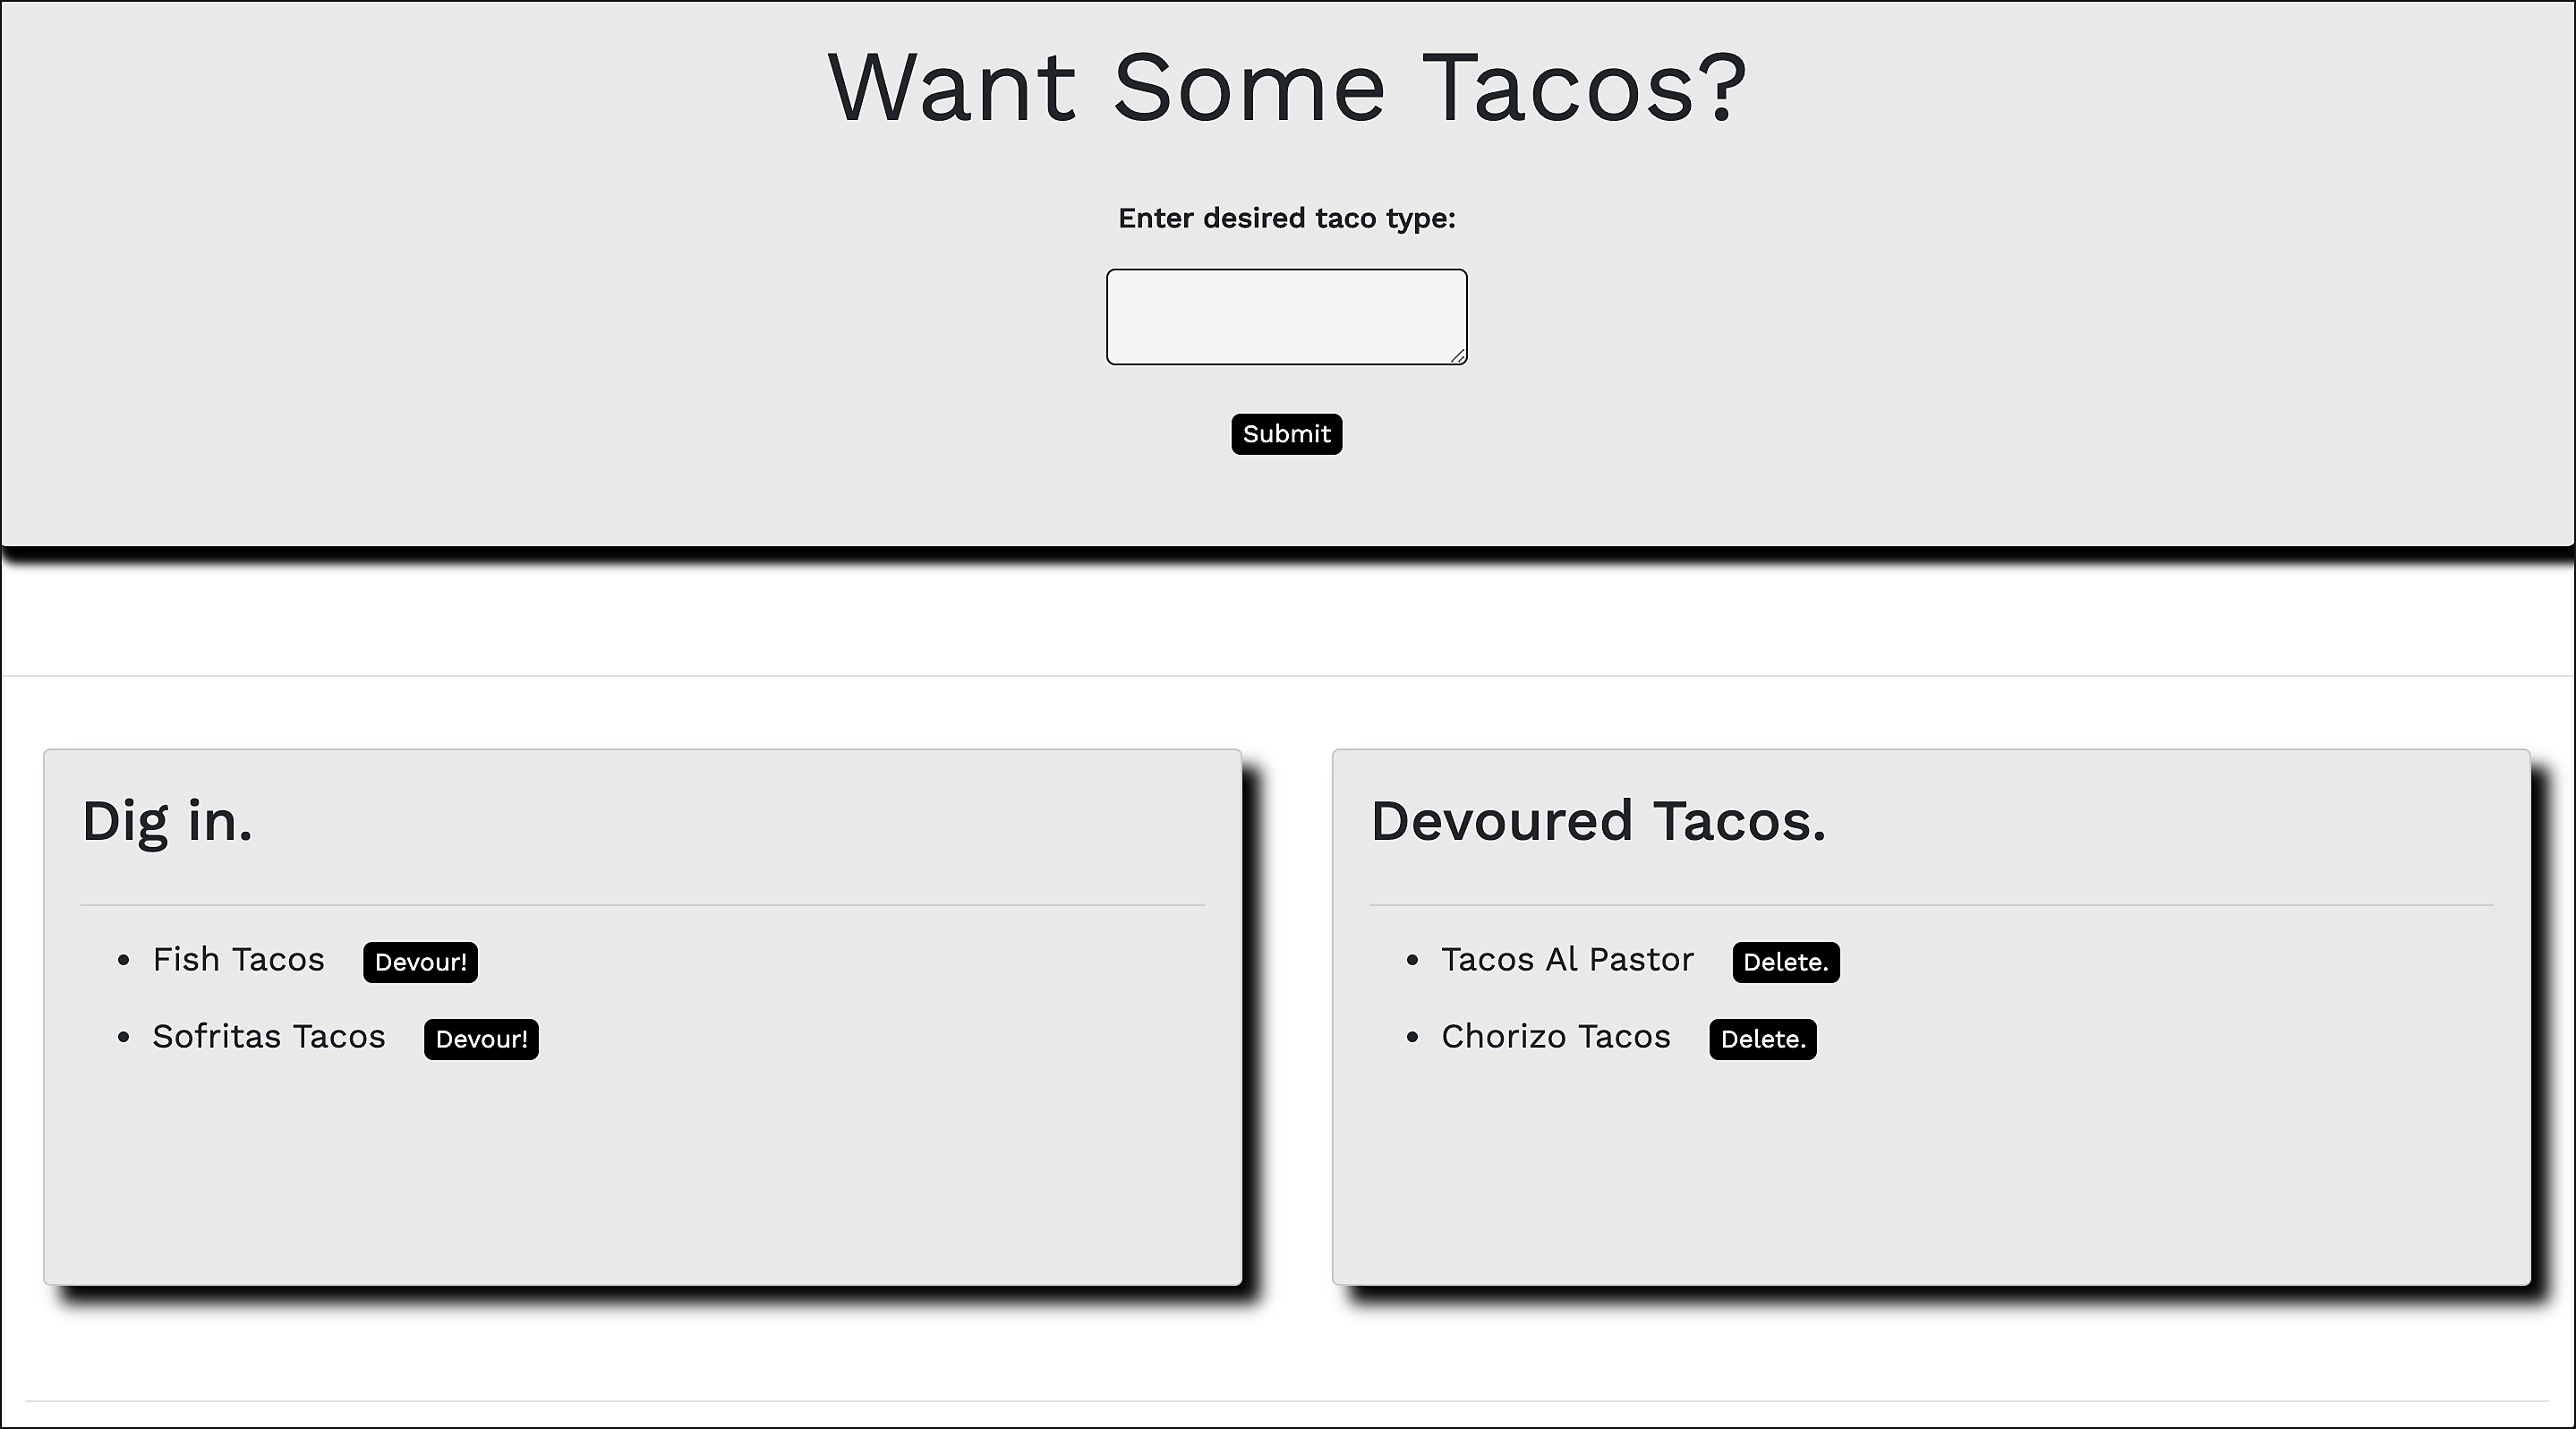 Want Some Tacos?
Enter desired taco type:
Submit
Dig in.
Fish Tacos Devour!
Sofritas Tacos Devour!
Devoured Tacos.
Tacos Al Pastor Delete.
Chorizo Tacos Delete.